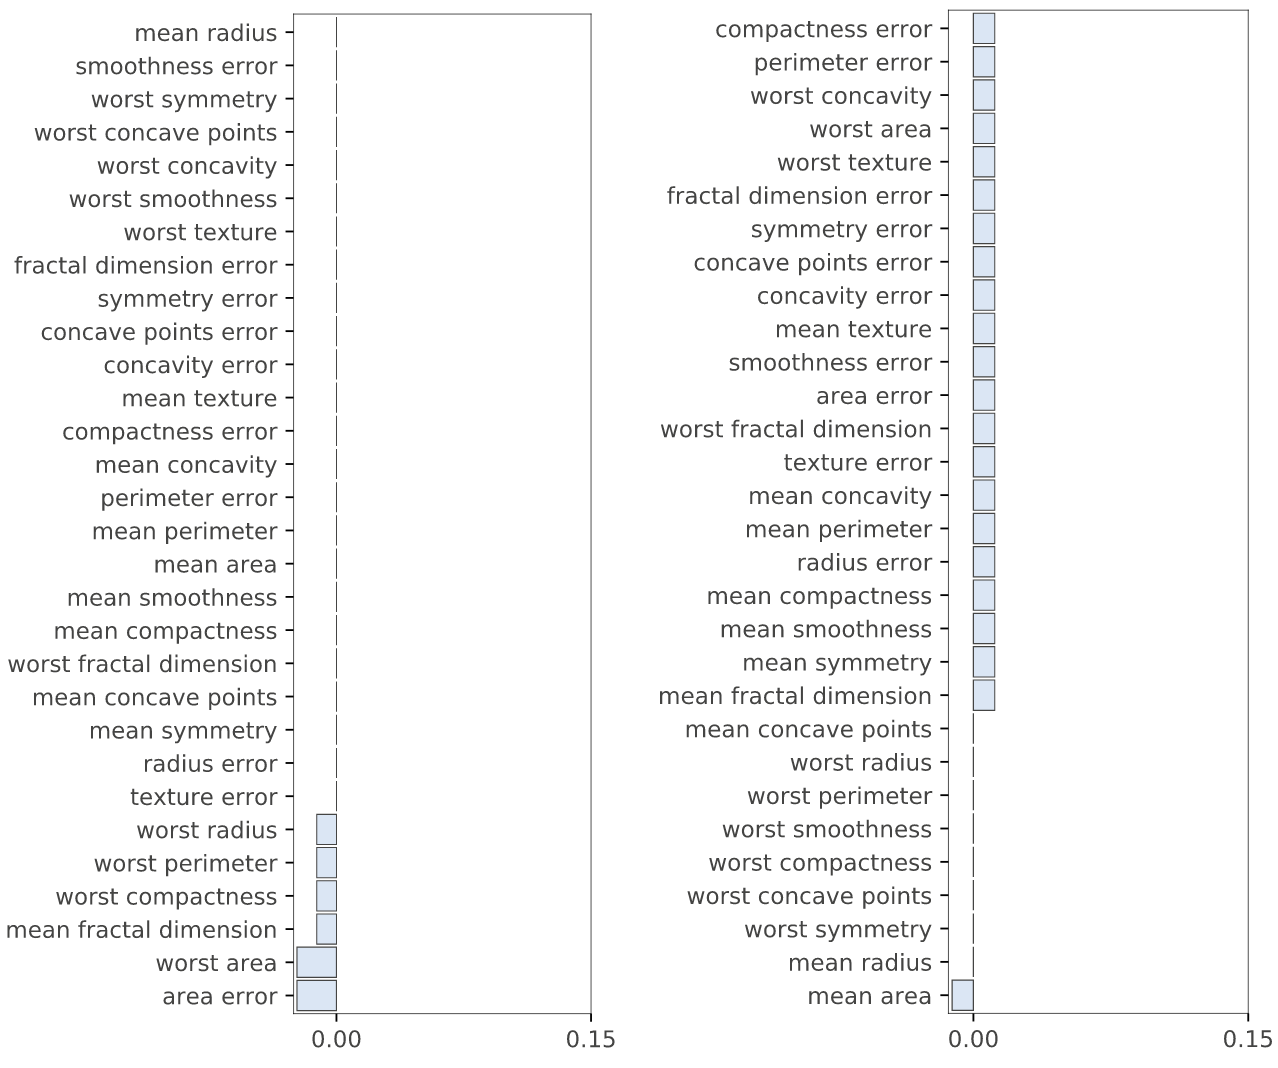 mean radius
smoothness error
worst symmetry
worst concave points
worst concavity
worst smoothness
worst texture
fractal dimension error
symmetry error
concave points error
concavity error
mean texture
compactness error
mean concavity
perimeter error
mean perimeter
mean area
mean smoothness
mean compactness
worst fractal dimension
mean concave points
mean symmetry
radius error
texture error
worst radius
worst perimeter
worst compactness
mean fractal dimension
worst area
area error
0.00 0.15
compactness error
perimeter error
worst concavity
worst area
worst texture
fractal dimension error
symmetry error
concave points error
concavity error
mean texture
smoothness error
area error
worst fractal dimension
texture error
mean concavity
mean perimeter
radius error
mean compactness
mean smoothness
mean symmetry
mean fractal dimension
mean concave points
worst radius
worst perimeter
worst smoothness
worst compactness
worst concave points
worst symmetry
mean radius
mean area
0.00 0.15